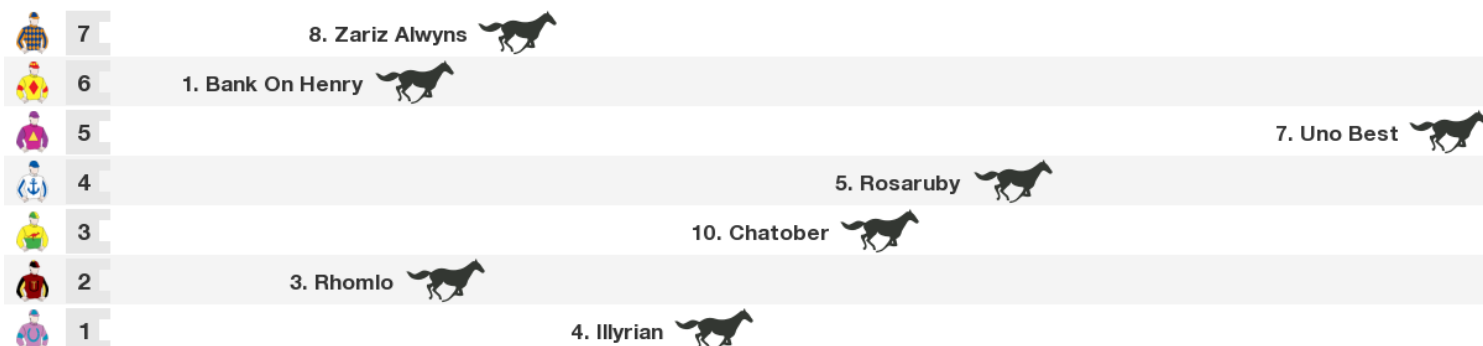 7 8. Zariz Alwyns
6 1. Bank On Henry
5 7. Uno Best
4 5. Rosaruby
3 10. Chatober
2 3. Rhomlo
1 4. Illyrian